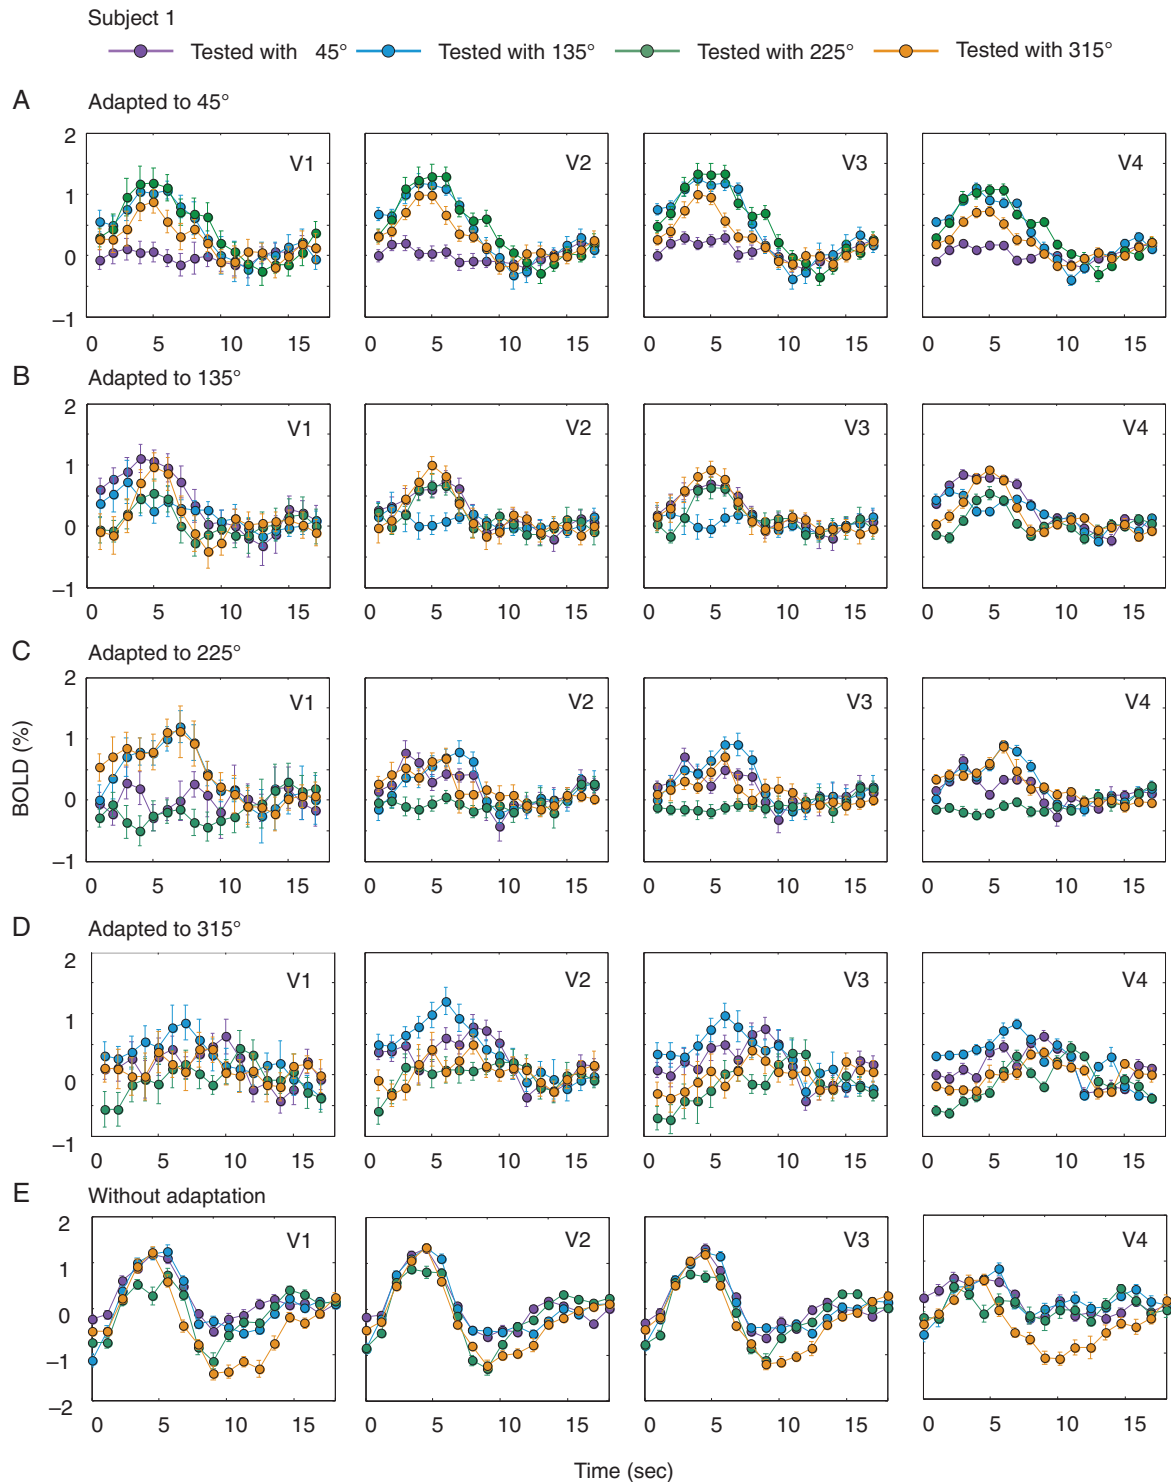 Subject 1
Tested with 45° Tested with 135° Tested with 225° Tested with 315°
A Adapted to 45°
2
1
0
–1
V1 V2 V3 V4
0 5 10 15 0 5 10 15 0 5 10 15 0 5 10 15
B Adapted to 135°
2
1
0
–1
V1 V2 V3 V4
0 5 10 15 0 5 10 15 0 5 10 15 0 5 10 15
C Adapted to 225°
2
1
0
–1
V1 V2 V3 V4
0 5 10 15 0 5 10 15 0 5 10 15 0 5 10 15
BOLD (%)
D Adapted to 315°
2
1
0
–1
V1 V2 V3 V4
0 5 10 15 0 5 10 15 0 5 10 15 0 5 10 15
E Without adaptation
2
1
0
–1
–2
V1 V2 V3 V4
0 5 10 15 0 5 10 15 0 5 10 15 0 5 10 15
Time (sec)